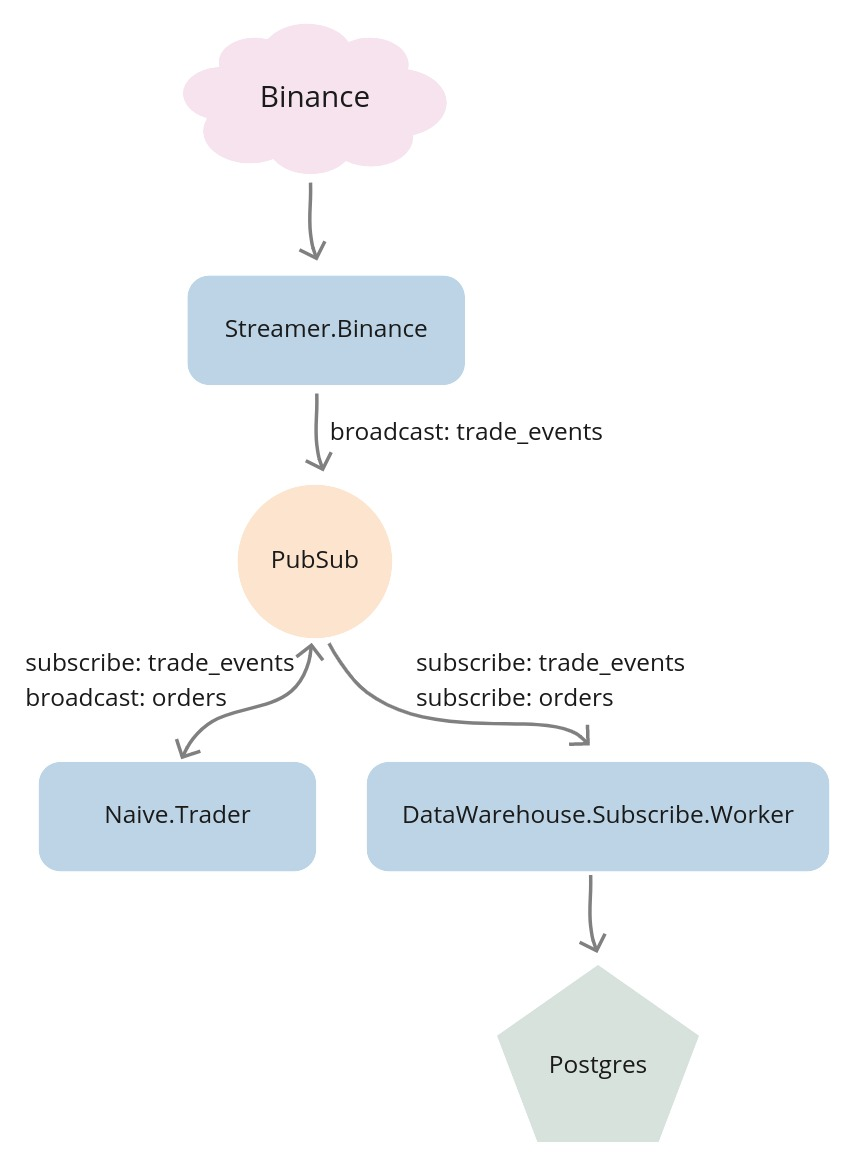 Binance
Streamer.Binance
broadcast: trade_events
PubSub
subscribe: trade_events
broadcast: orders
subscribe: trade_events
subscribe: orders
Naive.Trader
DataWarehouse.Subscribe.Worker
Postgres